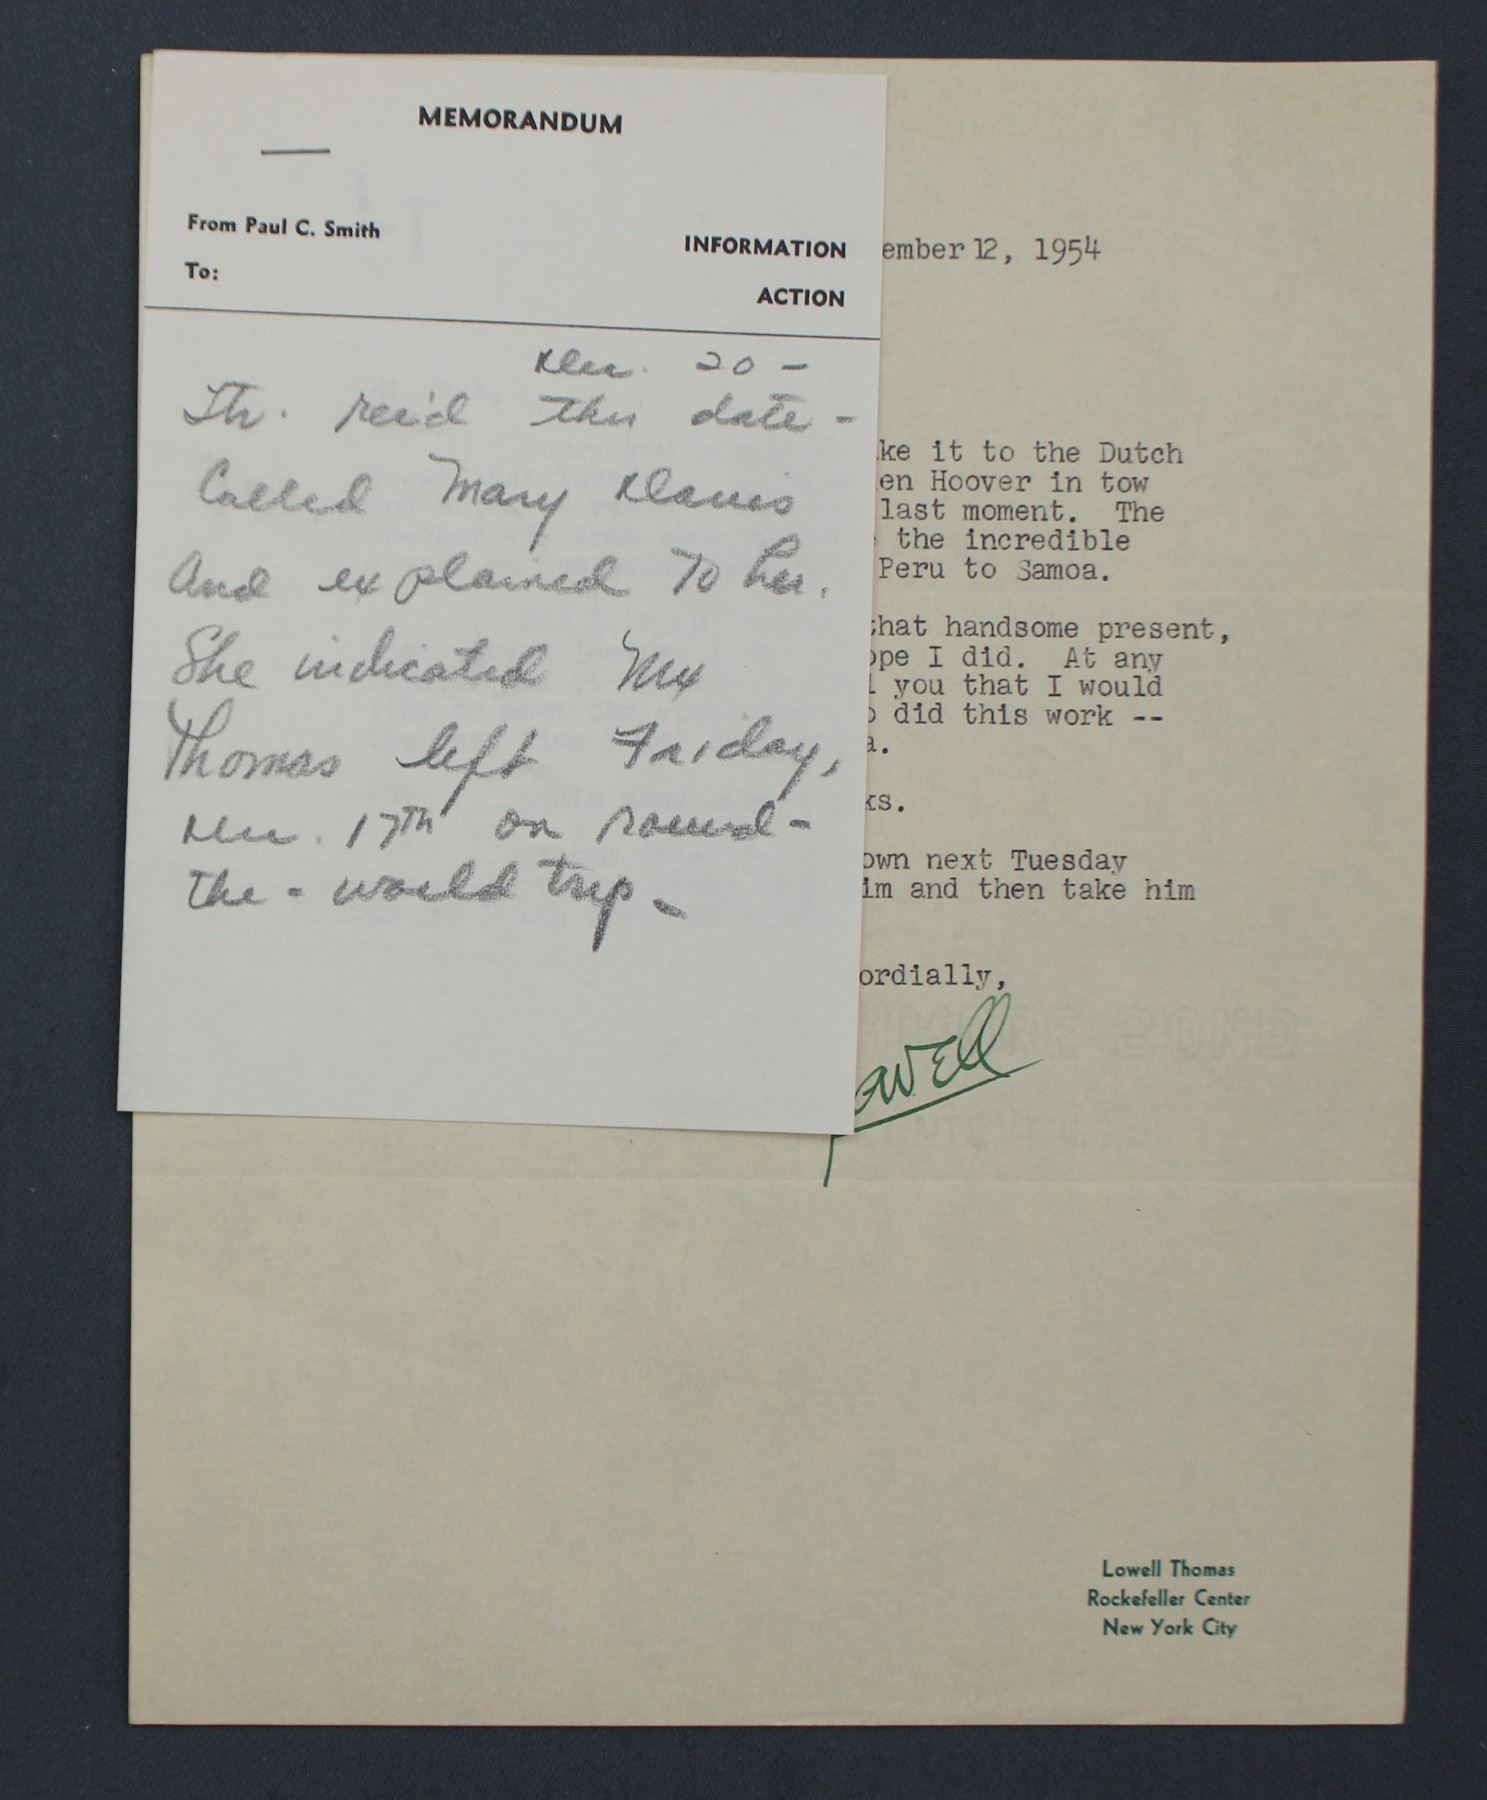 MEMORANDUM
From Paul C. Smith
To:
INFORMATION
ACTION
Dec. 20 -
Ltr. rec'd this date -
Called Mary Davis
and explained to her.
She indicated Mr
Thomas left Friday,
Dec. 17th on round-
the-world trip -
ember 12, 1954
ke it to the Dutch
en Hoover in tow
last moment. The
the incredible
Peru to Samoa.
that handsome present,
ope I did. At any
l you that I would
o did this work --
a.
ks.
own next Tuesday
im and then take him
ordially,
owell
Lowell Thomas
Rockefeller Center
New York City